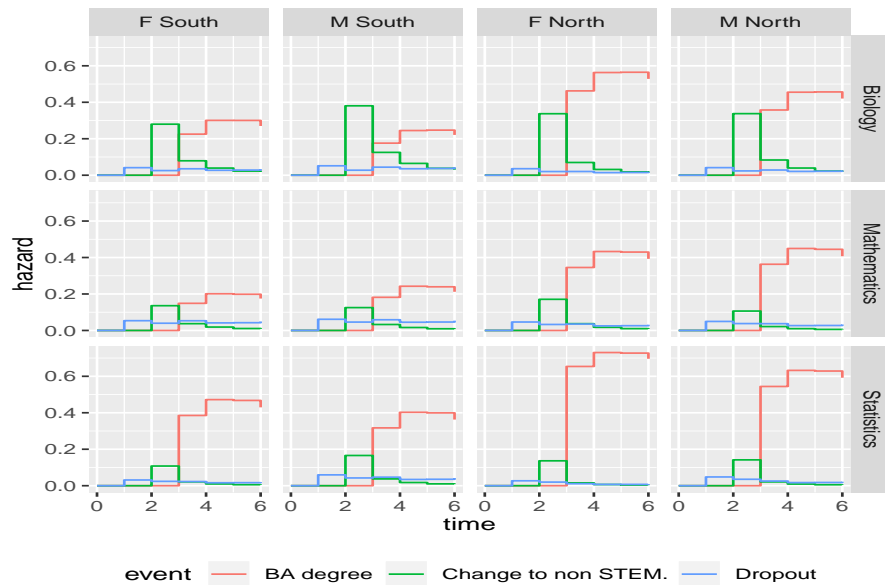 F South M South F North M North
0.6
0.4
0.2
0.0
Biology
0.6
0.4
0.2
0.0
Mathematics
0.6
0.4
0.2
0.0
Statistics
hazard
0 2 4 6 0 2 4 6 0 2 4 6 0 2 4 6
time
event BA degree Change to non STEM. Dropout